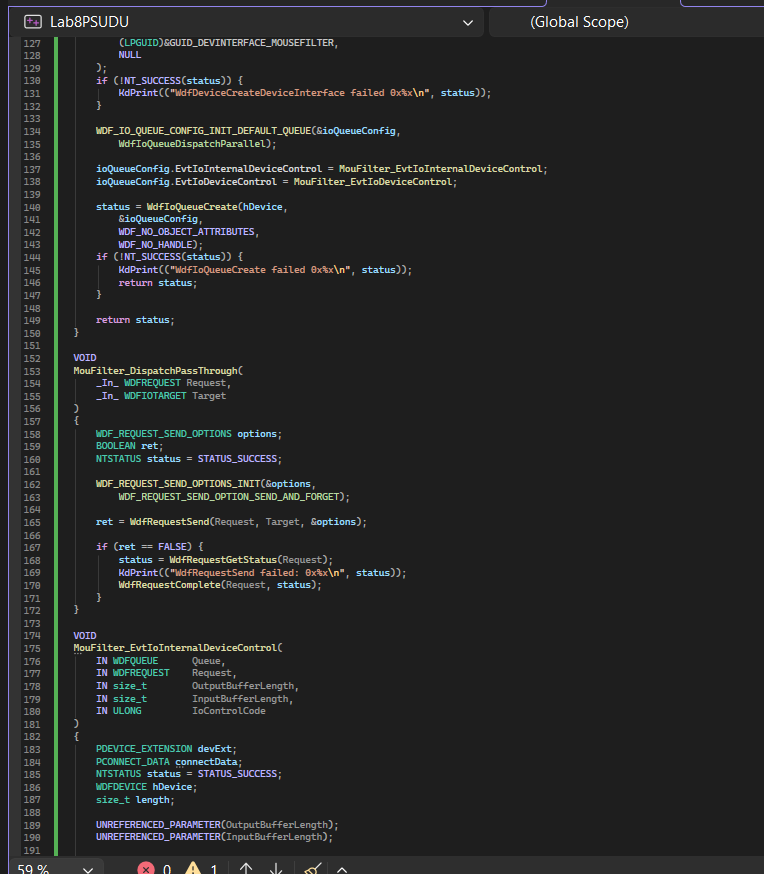 Lab8PSUDU
(Global Scope)
127 (LPGUID)&GUID_DEVINTERFACE_MOUSEFILTER,
128 NULL
129 );
130 if (!NT_SUCCESS(status)) {
131 KdPrint(("WdfDeviceCreateDeviceInterface failed 0x%x\n", status));
132 }
133
134 WDF_IO_QUEUE_CONFIG_INIT_DEFAULT_QUEUE(&ioQueueConfig,
135 WdfIoQueueDispatchParallel);
136
137 ioQueueConfig.EvtIoInternalDeviceControl = MouFilter_EvtIoInternalDeviceControl;
138 ioQueueConfig.EvtIoDeviceControl = MouFilter_EvtIoDeviceControl;
139
140 status = WdfIoQueueCreate(hDevice,
141 &ioQueueConfig,
142 WDF_NO_OBJECT_ATTRIBUTES,
143 WDF_NO_HANDLE);
144 if (!NT_SUCCESS(status)) {
145 KdPrint(("WdfIoQueueCreate failed 0x%x\n", status));
146 return status;
147 }
148
149 return status;
150 }
151
152 VOID
153 MouFilter_DispatchPassThrough(
154 _In_ WDFREQUEST Request,
155 _In_ WDFIOTARGET Target
156 )
157 {
158 WDF_REQUEST_SEND_OPTIONS options;
159 BOOLEAN ret;
160 NTSTATUS status = STATUS_SUCCESS;
161
162 WDF_REQUEST_SEND_OPTIONS_INIT(&options,
163 WDF_REQUEST_SEND_OPTION_SEND_AND_FORGET);
164
165 ret = WdfRequestSend(Request, Target, &options);
166
167 if (ret == FALSE) {
168 status = WdfRequestGetStatus(Request);
169 KdPrint(("WdfRequestSend failed: 0x%x\n", status));
170 WdfRequestComplete(Request, status);
171 }
172 }
173
174 VOID
175 MouFilter_EvtIoInternalDeviceControl(
176 IN WDFQUEUE Queue,
177 IN WDFREQUEST Request,
178 IN size_t OutputBufferLength,
179 IN size_t InputBufferLength,
180 IN ULONG IoControlCode
181 )
182 {
183 PDEVICE_EXTENSION devExt;
184 PCONNECT_DATA connectData;
185 NTSTATUS status = STATUS_SUCCESS;
186 WDFDEVICE hDevice;
187 size_t length;
188
189 UNREFERENCED_PARAMETER(OutputBufferLength);
190 UNREFERENCED_PARAMETER(InputBufferLength);
191
59 % 0 1